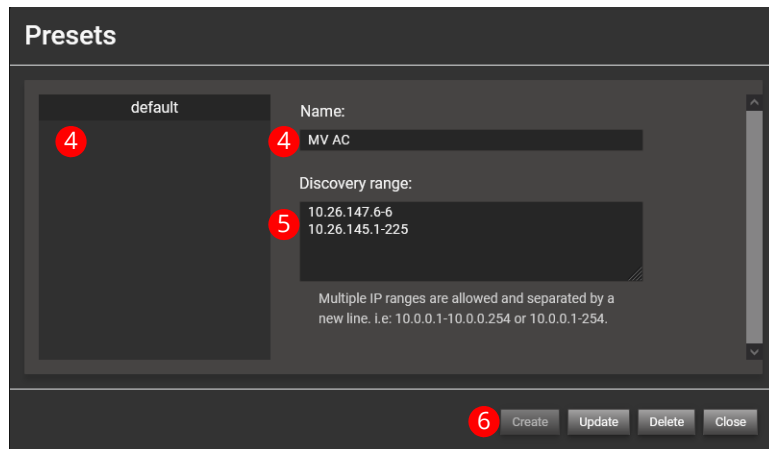 Presets
default
4
Name:
4
MV AC
Discovery range:
5
10.26.147.6-6
10.26.145.1-225
Multiple IP ranges are allowed and separated by a
new line. i.e: 10.0.0.1-10.0.0.254 or 10.0.0.1-254.
6
Create
Update
Delete
Close